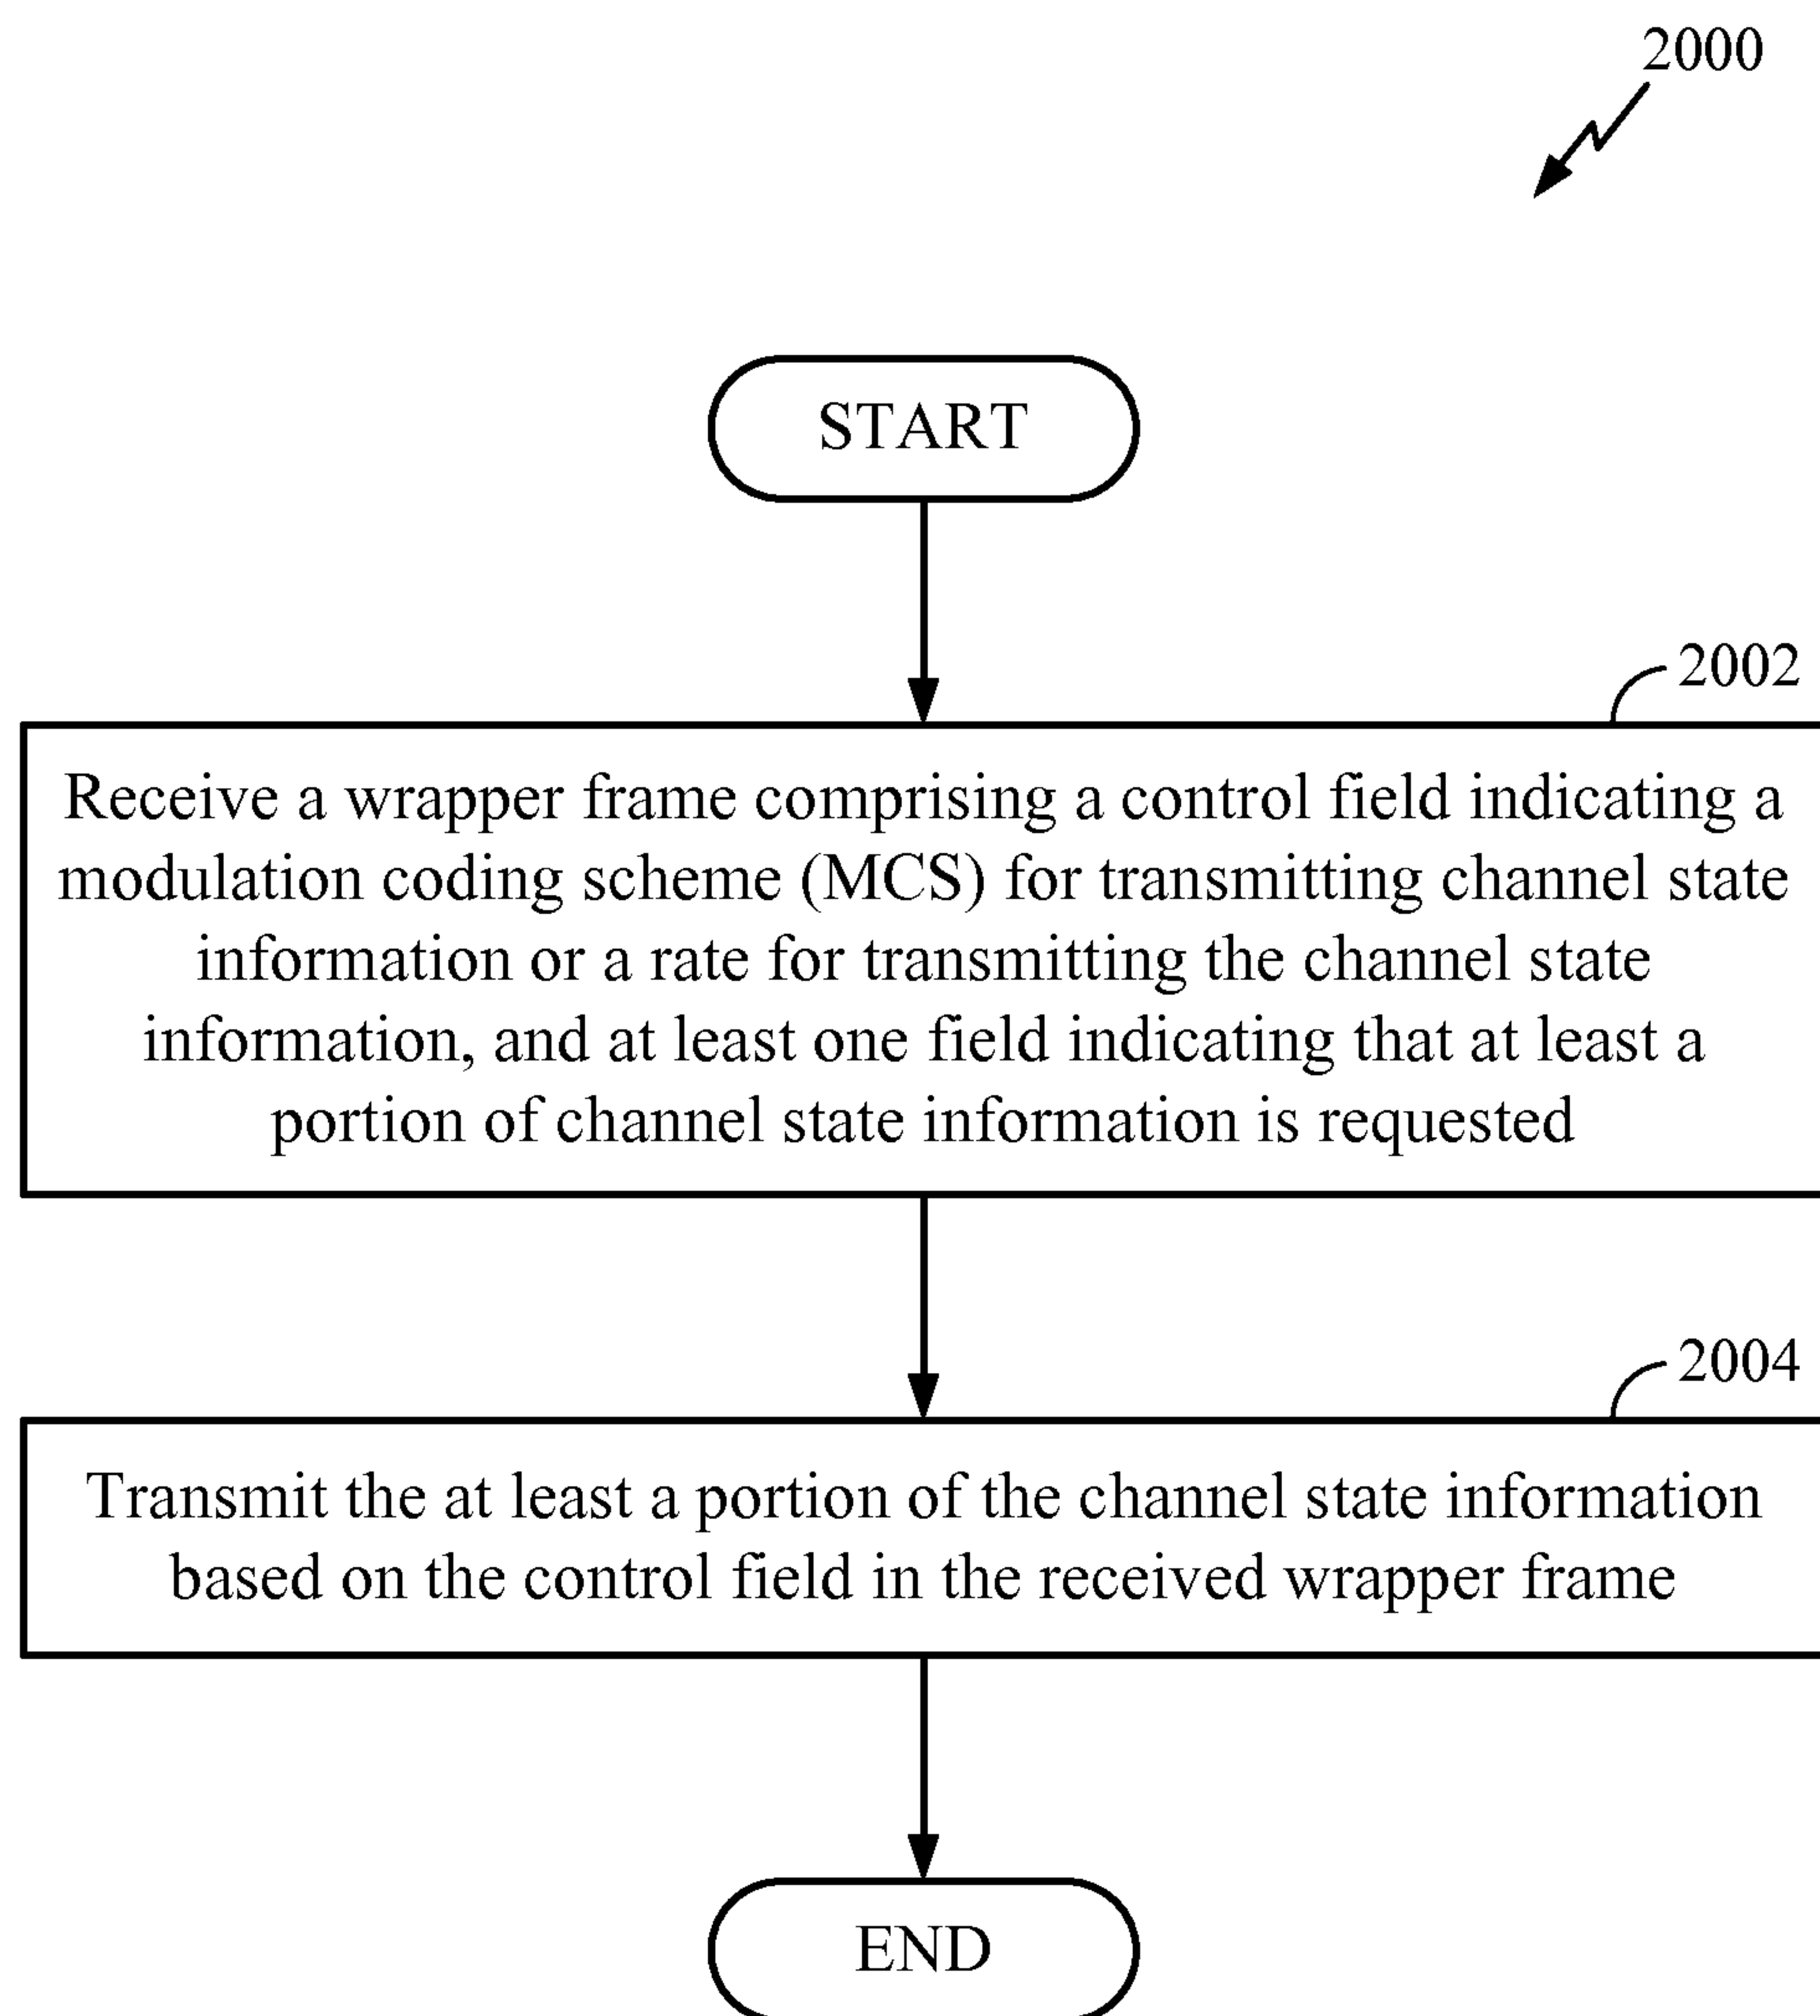 2000
START
2002
Receive a wrapper frame comprising a control field indicating a
modulation coding scheme (MCS) for transmitting channel state
information or a rate for transmitting the channel state
information, and at least one field indicating that at least a
portion of channel state information is requested
2004
Transmit the at least a portion of the channel state information
based on the control field in the received wrapper frame
END